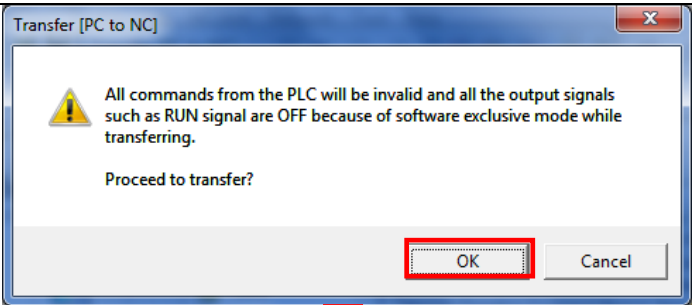 Transfer [PC to NC]
All commands from the PLC will be invalid and all the output signals
such as RUN signal are OFF because of software exclusive mode while
transferring.
Proceed to transfer?
OK
Cancel